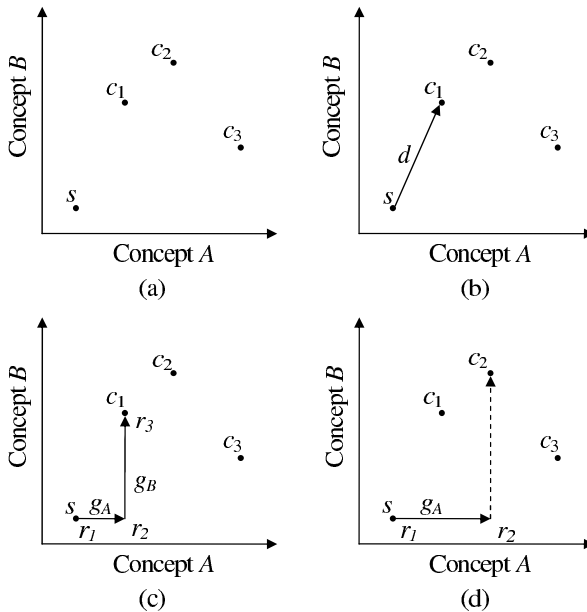 Concept B
c2
c1
c3
s
Concept A
(a)
Concept B
c2
c1
c3
d
s
Concept A
(b)
Concept B
c2
c1
r3
c3
gB
s
gA
r1
r2
Concept A
(c)
Concept B
c2
c1
c3
s
gA
r1
r2
Concept A
(d)